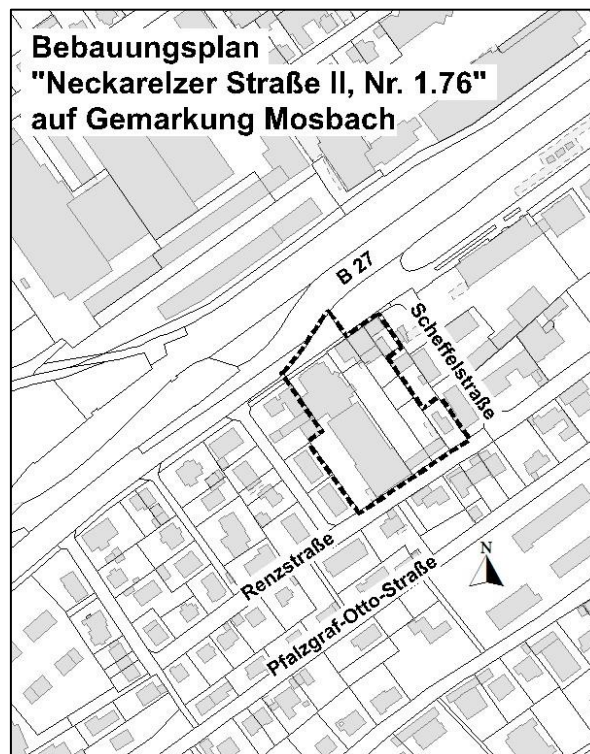 Bebauungsplan
"Neckarelzer Straße II, Nr. 1.76"
auf Gemarkung Mosbach
B 27
Scheffelstraße
Renzstraße
Pfalzgraf-Otto-Straße
N